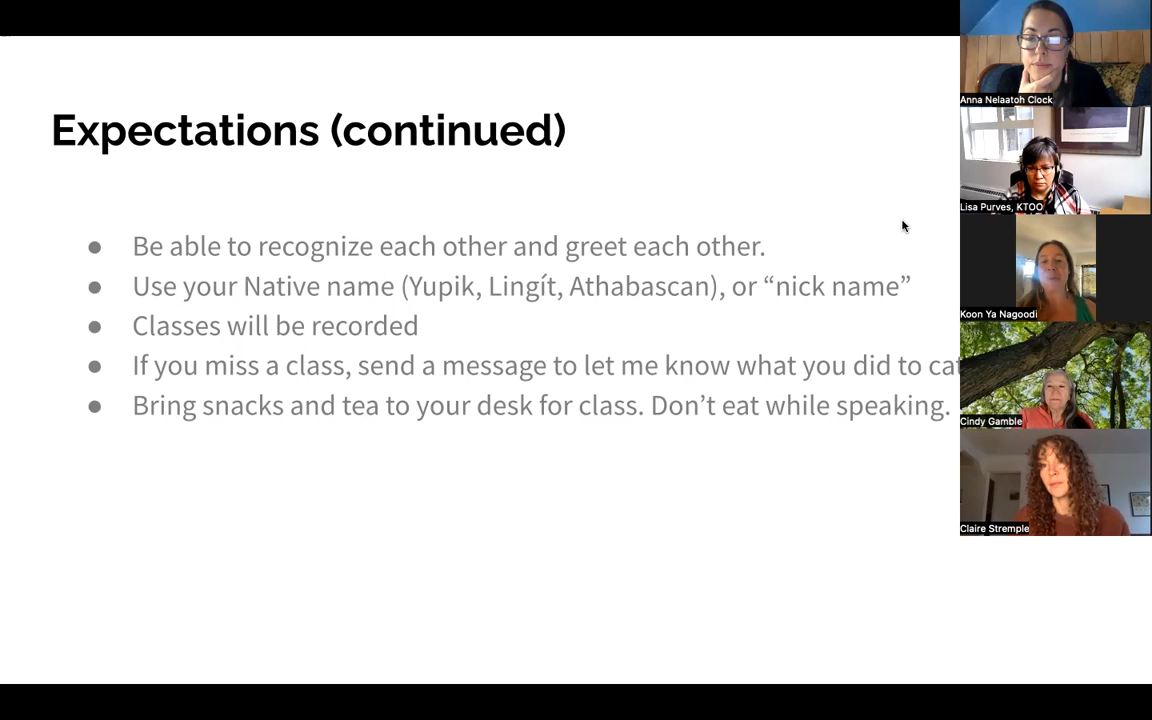 Expectations (continued)
● Be able to recognize each other and greet each other.
● Use your Native name (Yupik, Lingít, Athabascan), or “nick name”
● Classes will be recorded
● If you miss a class, send a message to let me know what you did to
● Bring snacks and tea to your desk for class. Don’t eat while speaking.
Anna Nelaatoh Clock
Lisa Purves, KTOO
Koon Ya Nagoodi
Cindy Gamble
Claire Stremple